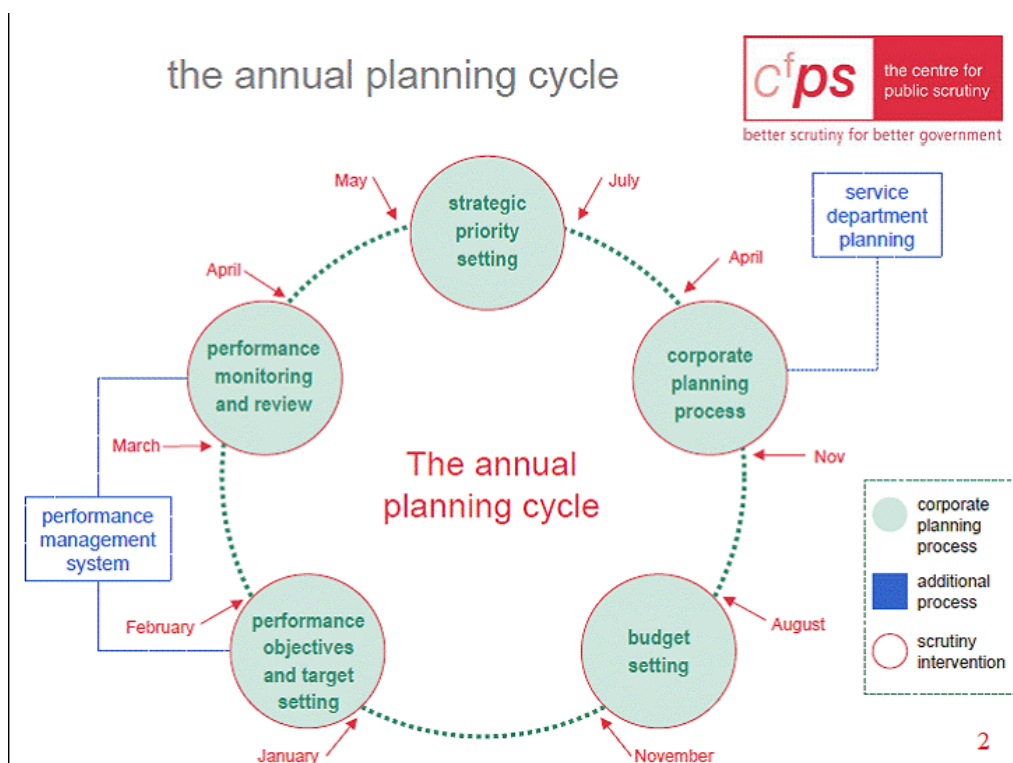 the annual planning cycle
cfps
the centre for
public scrutiny
better scrutiny for better government
May
July
strategic
priority
setting
service
department
planning
April
April
performance
monitoring
and review
corporate
planning
process
March
Nov
The annual
planning cycle
performance
management
system
corporate
planning
process
additional
process
scrutiny
intervention
February
August
performance
objectives
and target
setting
budget
setting
January
November
2